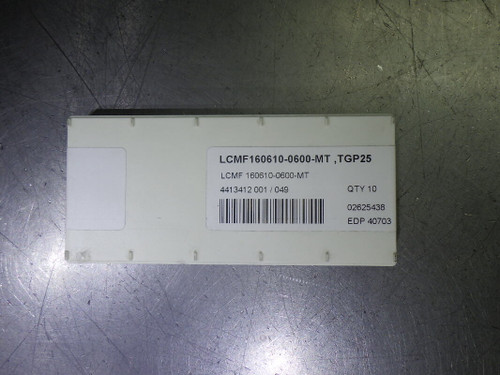 LCMF160610-0600-MT ,TGP25
LCMF 160610-0600-MT
4413412 001 / 049 QTY 10
02625438
EDP 40703